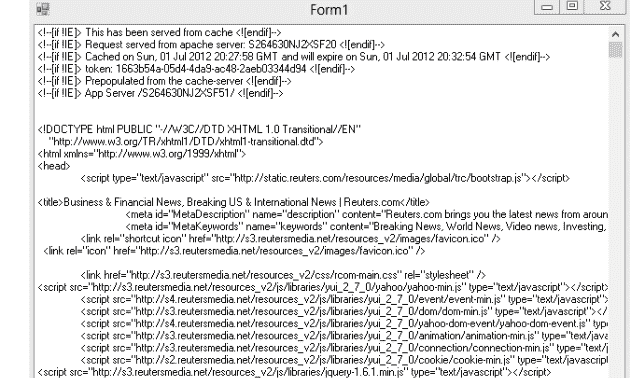 Form1
<!--[if !IE]> This has been served from cache <![endif]-->
<!--[if !IE]> Request served from apache server: S264630NJ2XSF20 <![endif]-->
<!--[if !IE]> Cached on Sun, 01 Jul 2012 20:27:58 GMT and will expire on Sun, 01 Jul 2012 20:32:54 GMT <![endif]-->
<!--[if !IE]> token: 1663b54a-05d4-4da9-ac48-2aeb03344d94 <![endif]-->
<!--[if !IE]> Prepopulated from the cache-server <![endif]-->
<!--[if !IE]> App Server /S264630NJ2XSF51/ <![endif]-->
<!DOCTYPE html PUBLIC "-//W3C//DTD XHTML 1.0 Transitional//EN"
"http://www.w3.org/TR/xhtml1/DTD/xhtml1-transitional.dtd">
<html xmlns="http://www.w3.org/1999/xhtml">
<head>
<script type="text/javascript" src="http://static.reuters.com/resources/media/global/trc/bootstrap.js"></script>
<title>Business & Financial News, Breaking US & International News | Reuters.com</title>
<meta id="MetaDescription" name="description" content="Reuters.com brings you the latest news from aroun
<meta id="MetaKeywords" name="keywords" content="Breaking News, World News, Video news, Investing,
<link rel="shortcut icon" href="http://s3.reutersmedia.net/resources_v2/images/favicon.ico" />
<link rel="icon" href="http://s3.reutersmedia.net/resources_v2/images/favicon.ico" />
<link href="http://s3.reutersmedia.net/resources_v2/css/rcom-main.css" rel="stylesheet" />
<script src="http://s3.reutersmedia.net/resources_v2/js/libraries/yui_2_7_0/yahoo/yahoo-min.js" type="text/javascript"></script>
<script src="http://s4.reutersmedia.net/resources_v2/js/libraries/yui_2_7_0/event/event-min.js" type="text/javascript">
<script src="http://s3.reutersmedia.net/resources_v2/js/libraries/yui_2_7_0/dom/dom-min.js" type="text/javascript"></
<script src="http://s4.reutersmedia.net/resources_v2/js/libraries/yui_2_7_0/yahoo-dom-event/yahoo-dom-event.js" type
<script src="http://s3.reutersmedia.net/resources_v2/js/libraries/yui_2_7_0/animation/animation-min.js" type="text/java
<script src="http://s3.reutersmedia.net/resources_v2/js/libraries/yui_2_7_0/connection/connection-min.js" type="text/j
<script src="http://s2.reutersmedia.net/resources_v2/js/libraries/yui_2_7_0/cookie/cookie-min.js" type="text/javascript
<script src="http://s3.reutersmedia.net/resources_v2/js/libraries/jquery-1.6.1.min.js" type="text/javascript"></script>